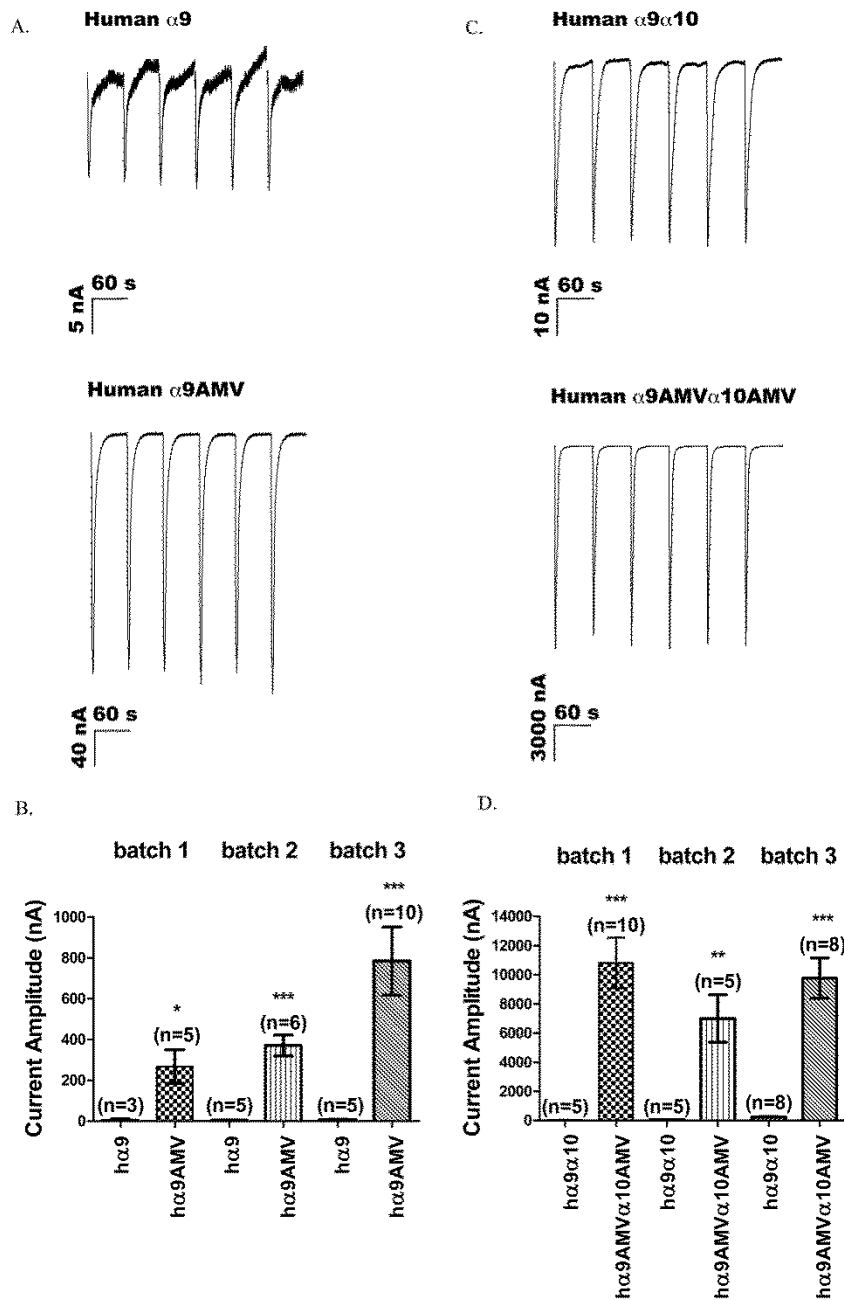 A.
Human α9
5 nA
60 s
Human α9AMV
40 nA
60 s
B.
batch 1
batch 2
batch 3
Current Amplitude (nA)
1000
800
600
400
200
0
(n=3)
*
(n=5)
(n=5)
***
(n=6)
(n=5)
***
(n=10)
hα9
hα9AMV
hα9
hα9AMV
hα9
hα9AMV
C.
Human α9α10
10 nA
60 s
Human α9AMVα10AMV
3000 nA
60 s
D.
batch 1
batch 2
batch 3
Current Amplitude (nA)
14000
12000
10000
8000
6000
4000
2000
0
(n=5)
***
(n=10)
(n=5)
**
(n=5)
(n=8)
***
(n=8)
hα9α10
hα9AMVα10AMV
hα9α10
hα9AMVα10AMV
hα9α10
hα9AMVα10AMV